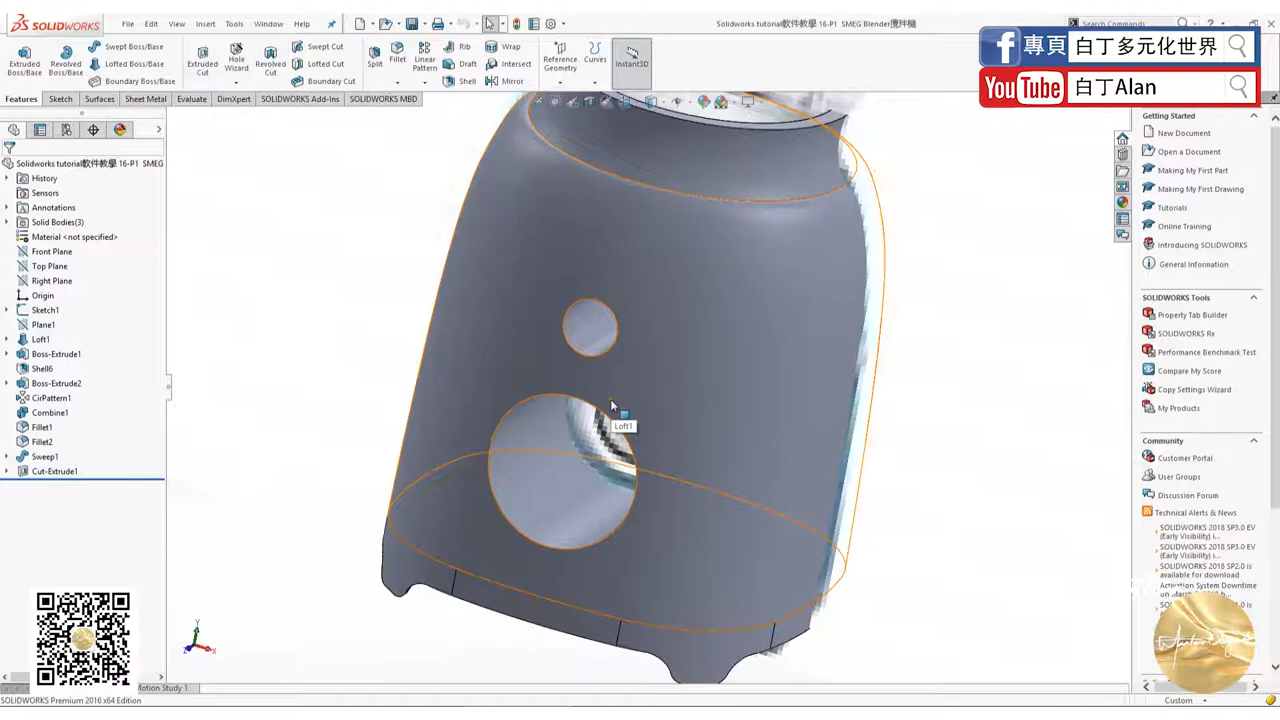 SOLIDWORKS
File
Edit
View
Insert
Tools
Window
Help
Solidworks tutorial軟件教學 16-P1 SMEG Blender攪拌機
Search Commands
Extruded Boss/Base
Revolved Boss/Base
Swept Boss/Base
Lofted Boss/Base
Boundary Boss/Base
Extruded Cut
Hole Wizard
Revolved Cut
Swept Cut
Lofted Cut
Boundary Cut
Split
Fillet
Linear Pattern
Rib
Draft
Shell
Wrap
Intersect
Mirror
Reference Geometry
Curves
Instant3D
專頁 白丁多元化世界
YouTube 白丁Alan
Features
Sketch
Surfaces
Sheet Metal
Evaluate
DimXpert
SOLIDWORKS Add-Ins
SOLIDWORKS MBD
Solidworks tutorial軟件教學 16-P1 SMEG
History
Sensors
Annotations
Solid Bodies(3)
Material <not specified>
Front Plane
Top Plane
Right Plane
Origin
Sketch1
Plane1
Loft1
Boss-Extrude1
Shell6
Boss-Extrude2
CirPattern1
Combine1
Fillet1
Fillet2
Sweep1
Cut-Extrude1
Loft1
Getting Started
New Document
Open a Document
Making My First Part
Making My First Drawing
Tutorials
Online Training
Introducing SOLIDWORKS
General Information
SOLIDWORKS Tools
Property Tab Builder
SOLIDWORKS Rx
Performance Benchmark Test
Compare My Score
Copy Settings Wizard
My Products
Community
Customer Portal
User Groups
Discussion Forum
Technical Alerts & News
SOLIDWORKS 2018 SP3.0 EV
(Early Visibility) i...
SOLIDWORKS 2018 SP3.0 EV
(Early Visibility) i...
SOLIDWORKS 2018 SP2.0 is
available for download
Activation System Downtime
Motion Study 1
SOLIDWORKS Premium 2016 x64 Edition
Custom